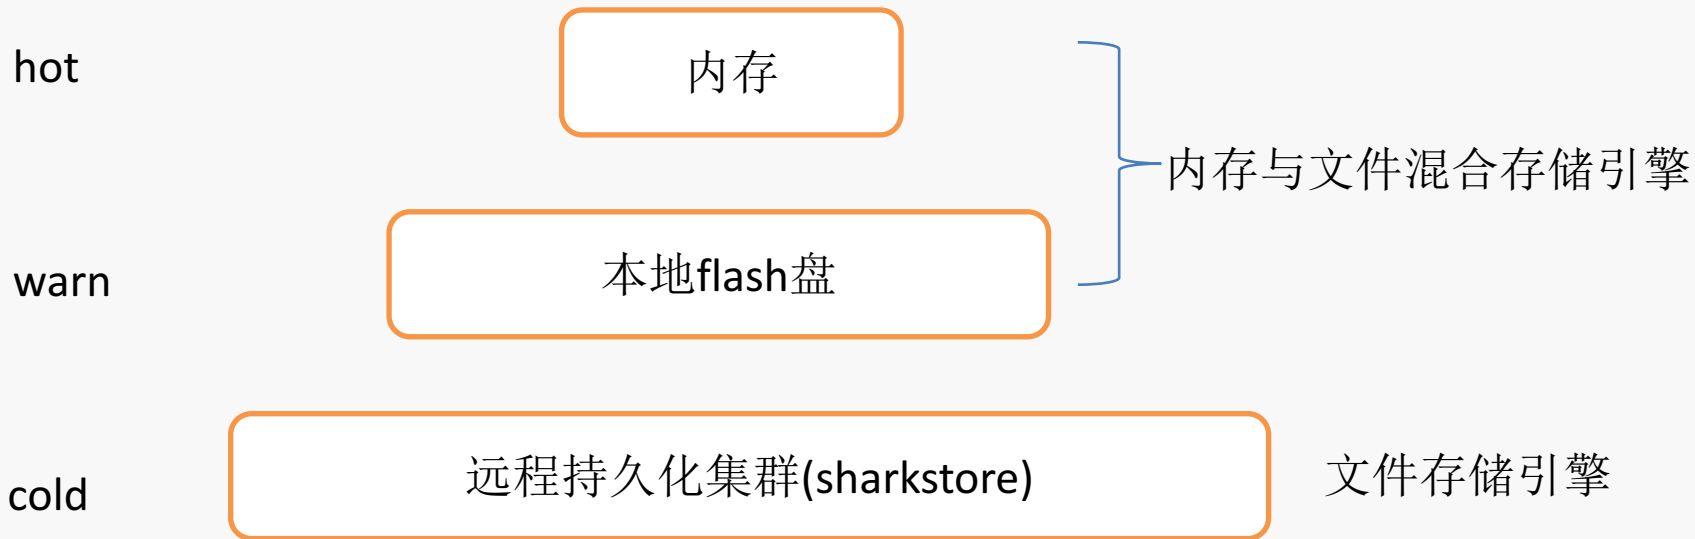 hot
内存
内存与文件混合存储引擎
warn
本地flash盘
cold
远程持久化集群(sharkstore)
文件存储引擎